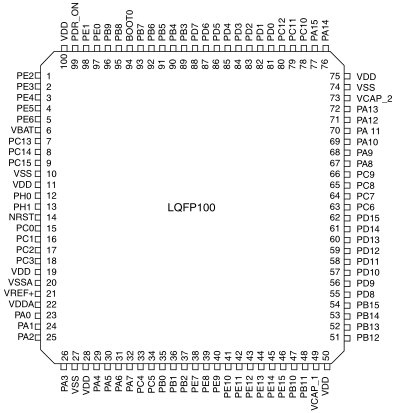 VDD PDR_ON PE1 PE0 PB9 PB8 BOOT0 PB7 PB6 PB5 PB4 PB3 PD7 PD6 PD5 PD4 PD3 PD2 PD1 PD0 PC12 PC11 PC10 PA15 PA14
100 99 98 97 96 95 94 93 92 91 90 89 88 87 86 85 84 83 82 81 80 79 78 77 76
PE2 1 75 VDD
PE3 2 74 VSS
PE4 3 73 VCAP_2
PE5 4 72 PA13
PE6 5 71 PA12
VBAT 6 70 PA 11
PC13 7 69 PA10
PC14 8 68 PA9
PC15 9 67 PA8
VSS 10 66 PC9
VDD 11 65 PC8
PH0 12 64 PC7
PH1 13 63 PC6
LQFP100
NRST 14 62 PD15
PC0 15 61 PD14
PC1 16 60 PD13
PC2 17 59 PD12
PC3 18 58 PD11
VDD 19 57 PD10
VSSA 20 56 PD9
VREF+ 21 55 PD8
VDDA 22 54 PB15
PA0 23 53 PB14
PA1 24 52 PB13
PA2 25 51 PB12
26 27 28 29 30 31 32 33 34 35 36 37 38 39 40 41 42 43 44 45 46 47 48 49 50
PA3 VSS VDD PA4 PA5 PA6 PA7 PC4 PC5 PB0 PB1 PB2 PE7 PE8 PE9 PE10 PE11 PE12 PE13 PE14 PE15 PB10 PB11 VCAP_1 VDD